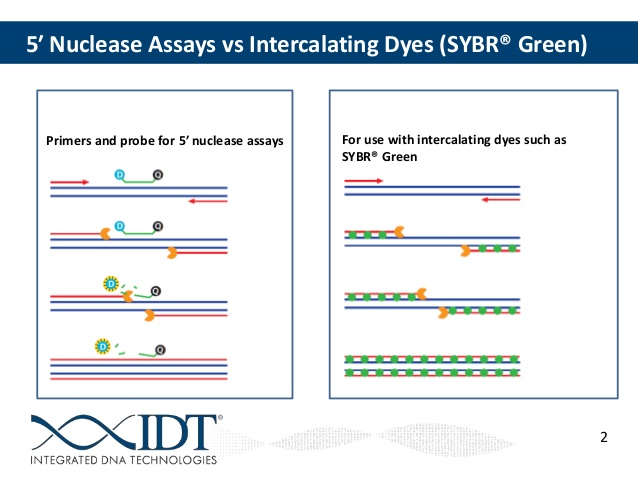 5′ Nuclease Assays vs Intercalating Dyes (SYBR® Green)
Primers and probe for 5′ nuclease assays
D Q
D Q
D Q
D Q
For use with intercalating dyes such as
SYBR® Green
IDT®
INTEGRATED DNA TECHNOLOGIES
2